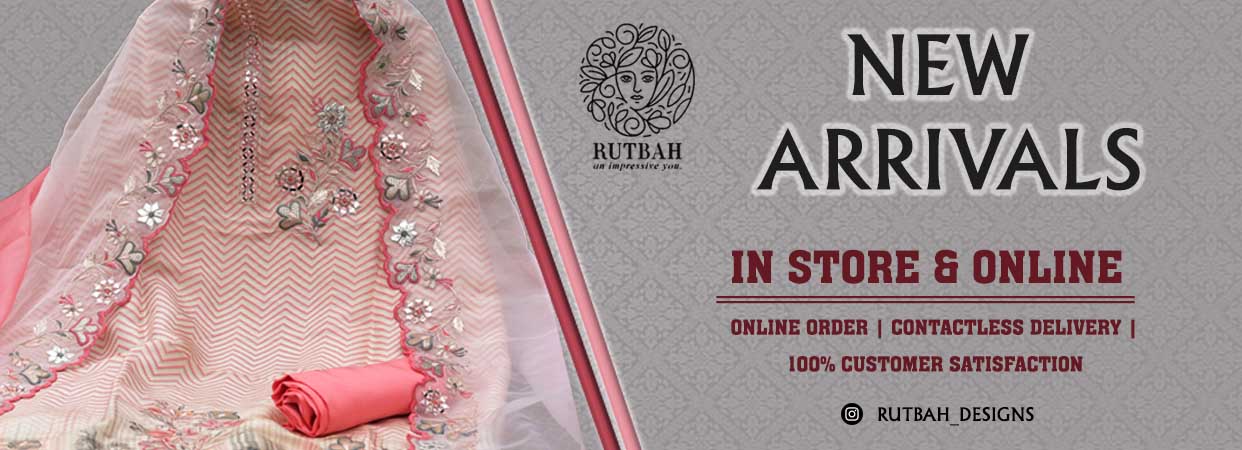 RUTBAH
an impressive you.
NEW
ARRIVALS
IN STORE & ONLINE
ONLINE ORDER | CONTACTLESS DELIVERY |
100% CUSTOMER SATISFACTION
RUTBAH_DESIGNS